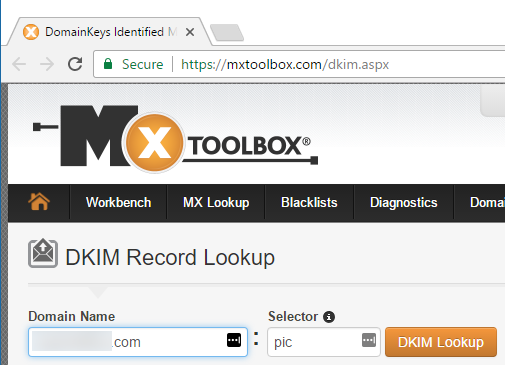 DomainKeys Identified M
Secure https://mxtoolbox.com/dkim.aspx
MX TOOLBOX®
Workbench MX Lookup Blacklists Diagnostics Domai
DKIM Record Lookup
Domain Name Selector
.com : pic DKIM Lookup